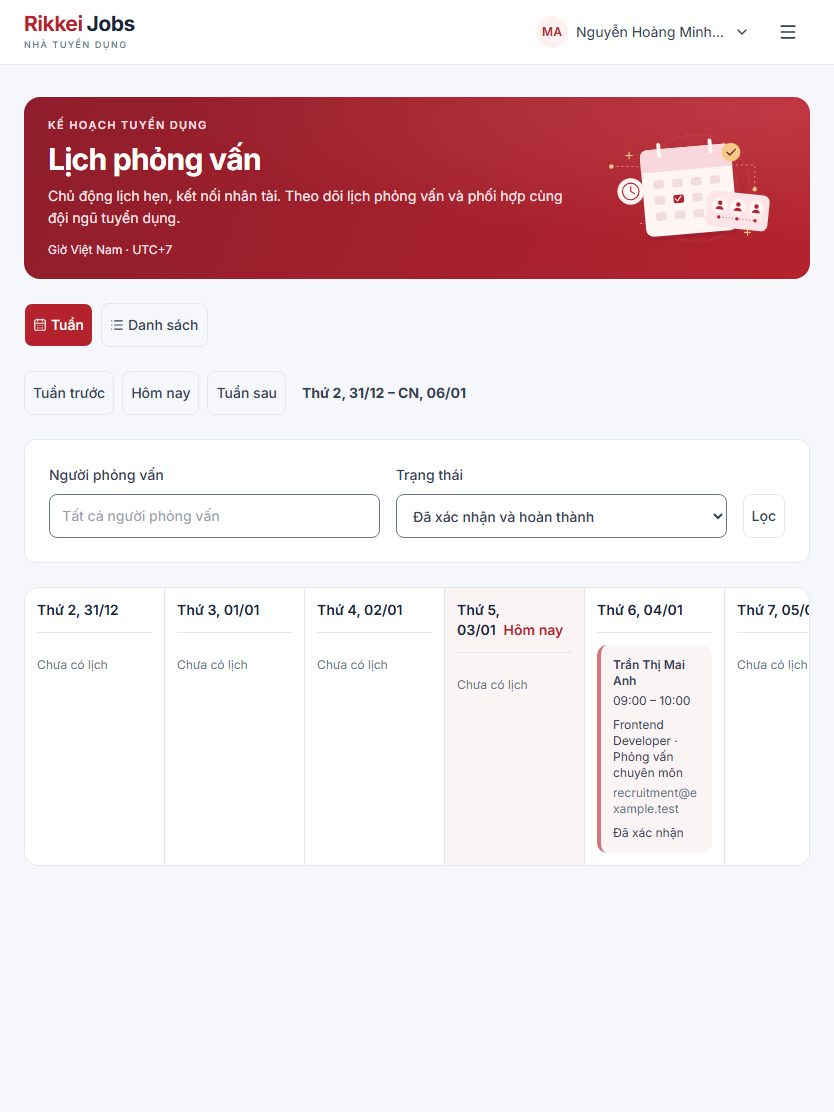 Rikkei Jobs
NHÀ TUYỂN DỤNG
MA
Nguyễn Hoàng Minh...
KẾ HOẠCH TUYỂN DỤNG
Lịch phỏng vấn
Chủ động lịch hẹn, kết nối nhân tài. Theo dõi lịch phỏng vấn và phối hợp cùng
đội ngũ tuyển dụng.
Giờ Việt Nam · UTC+7
Tuần
Danh sách
Tuần trước
Hôm nay
Tuần sau
Thứ 2, 31/12 – CN, 06/01
Người phỏng vấn
Trạng thái
Tất cả người phỏng vấn
Đã xác nhận và hoàn thành
Lọc
Thứ 2, 31/12
Chưa có lịch
Thứ 3, 01/01
Chưa có lịch
Thứ 4, 02/01
Chưa có lịch
Thứ 5,
03/01 Hôm nay
Chưa có lịch
Thứ 6, 04/01
Trần Thị Mai
Anh
09:00 – 10:00
Frontend
Developer ·
Phỏng vấn
chuyên môn
recruitment@e
xample.test
Đã xác nhận
Thứ 7, 05/0
Chưa có lịch